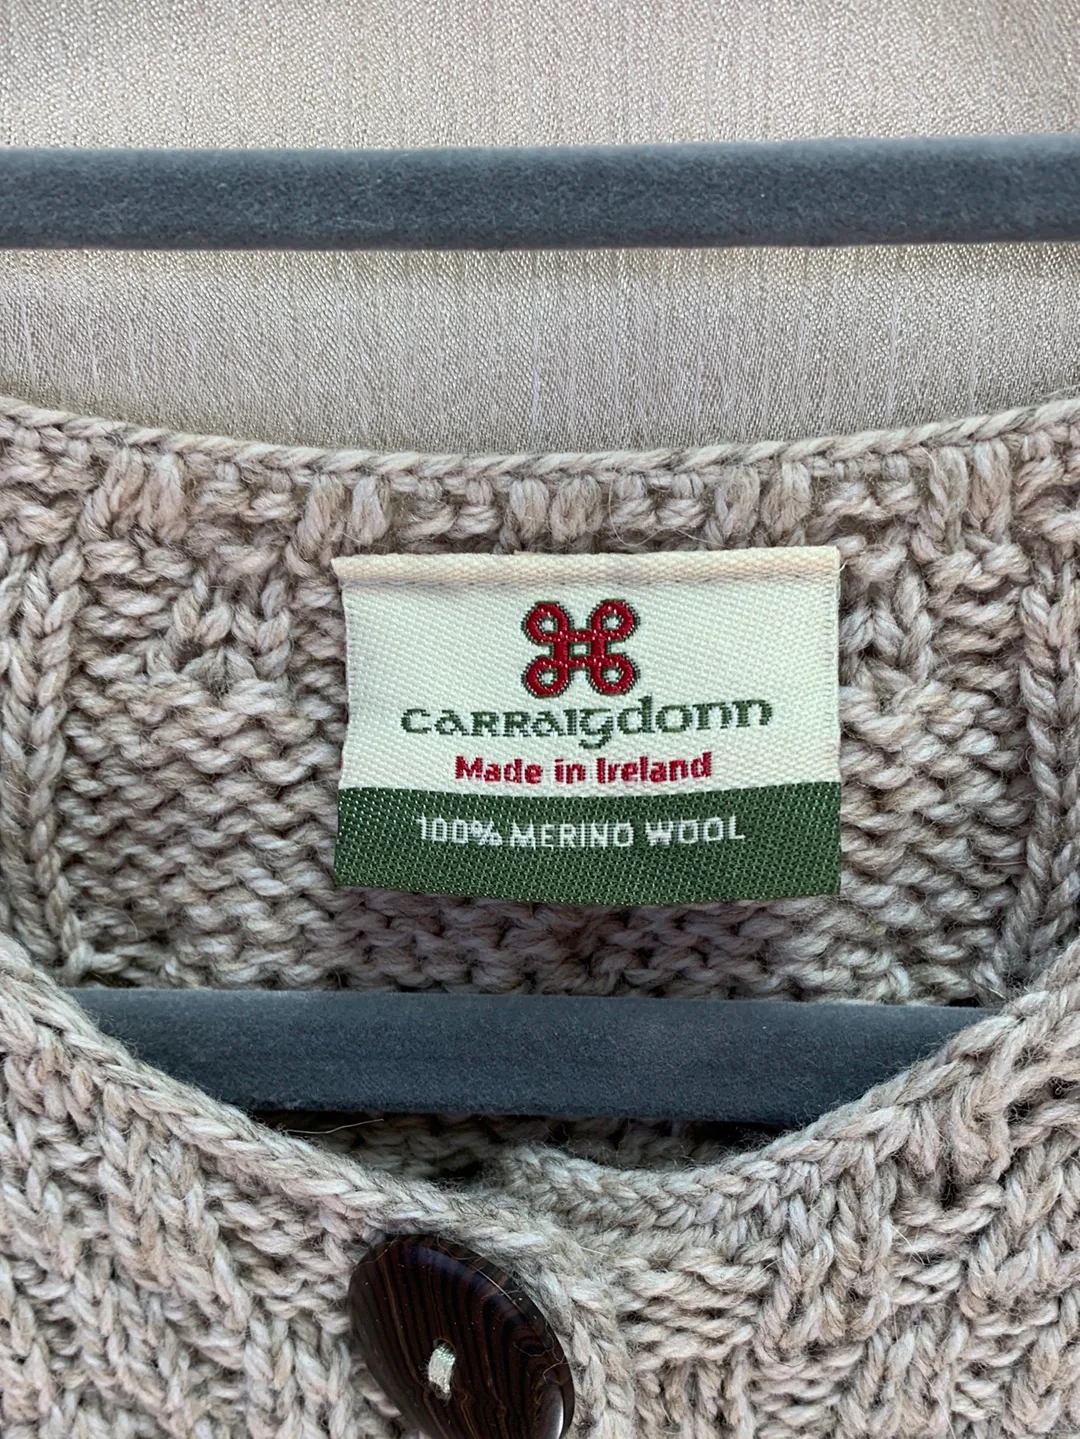 CARRAIGdonn
Made in Ireland
100% MERINO WOOL